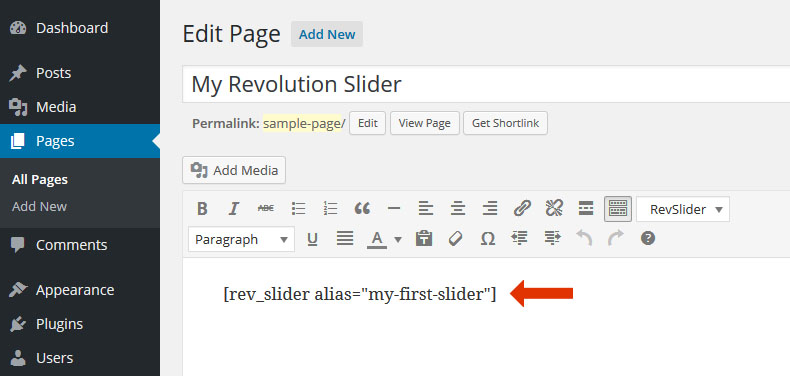 Dashboard
Posts
Media
Pages
All Pages
Add New
Comments
Appearance
Plugins
Users
Edit Page Add New
My Revolution Slider
Permalink: sample-page/ Edit View Page Get Shortlink
Add Media
B I ABC RevSlider
Paragraph U A T Ω ?
[rev_slider alias="my-first-slider"]